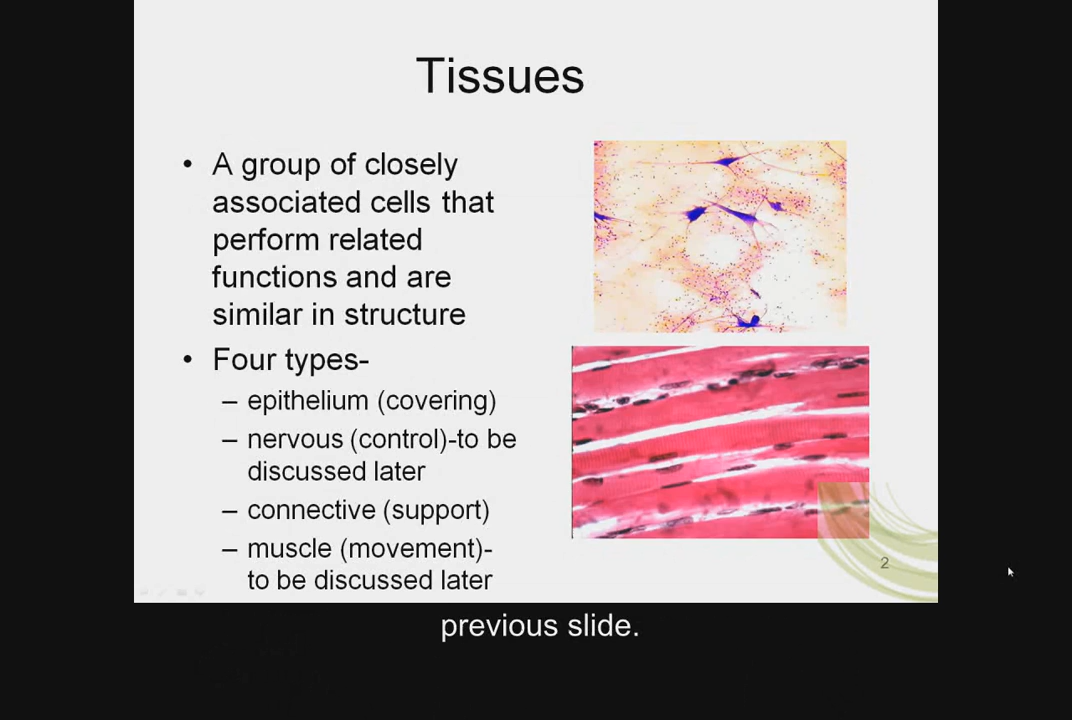 Tissues
• A group of closely
associated cells that
perform related
functions and are
similar in structure
• Four types-
– epithelium (covering)
– nervous (control)-to be
discussed later
– connective (support)
– muscle (movement)-
to be discussed later
2
previous slide.